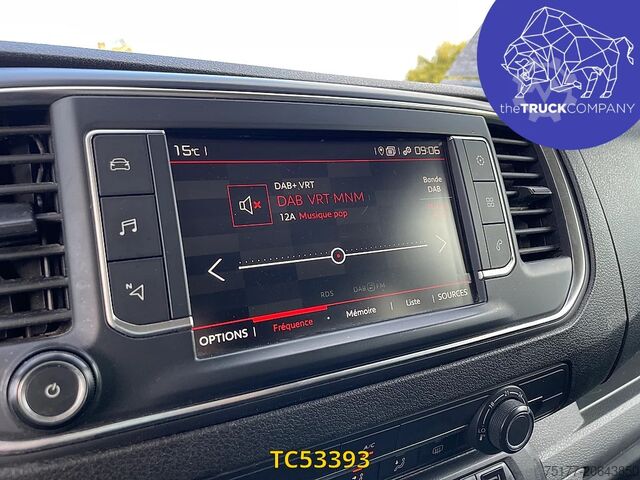 theTRUCKCOMPANY
15°C
09:06
DAB+ VRT
DAB VRT MNM
12A Musique pop
Bande
DAB
RDS DAB FM
OPTIONS Fréquence Mémoire Liste SOURCES
N
A/C
TC53393